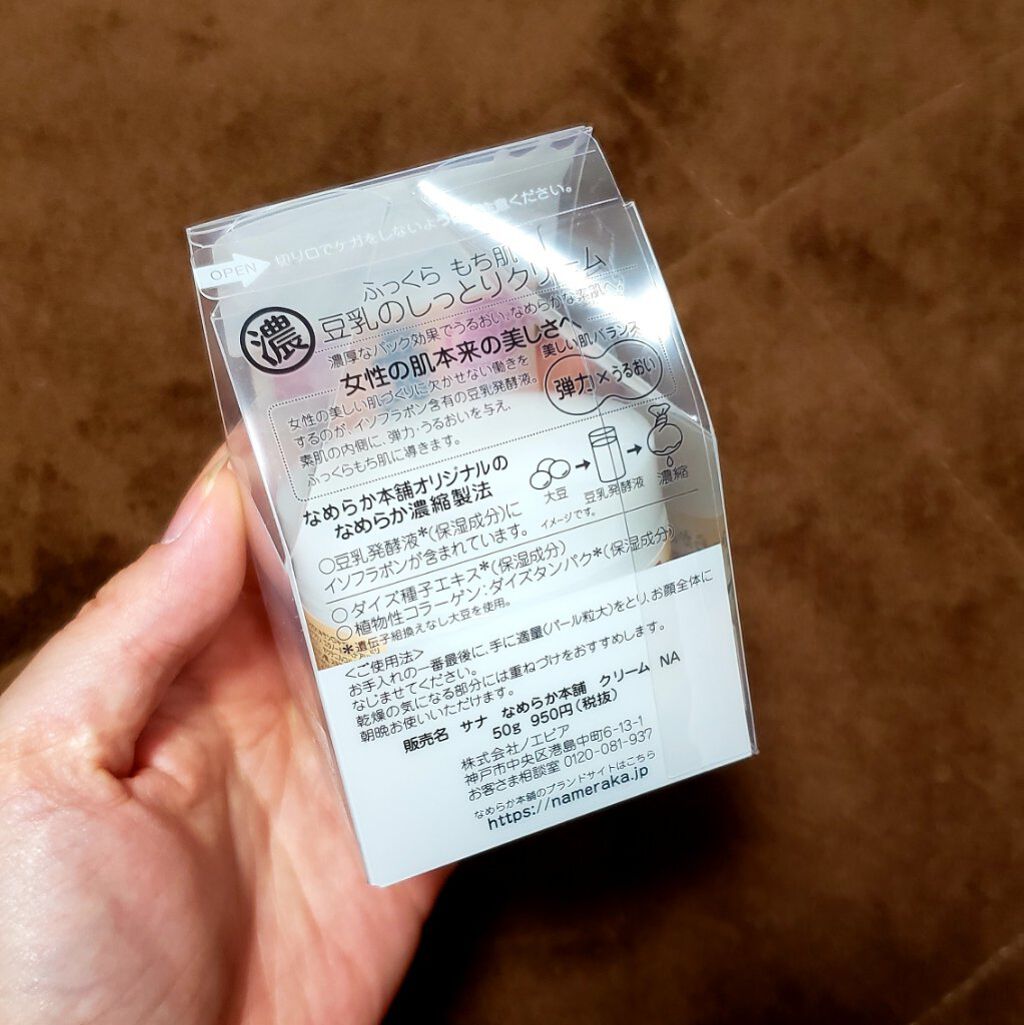 OPEN 切り口でケガをしないようご注意ください。
ふっくら もち肌
濃 豆乳のしっとりクリーム
濃厚なパック効果でうるおい、なめらかな素肌へ。
女性の肌本来の美しさへ
女性の美しい肌づくりに欠かせない働きを
するのが、イソフラボン含有の豆乳発酵液。
素肌の内側に、弾力・うるおいを与え、
ふっくらもち肌に導きます。
美しい肌バランス
弾力×うるおい
なめらか本舗オリジナルの
なめらか濃縮製法
大豆 豆乳発酵液 濃縮
イメージです。
○豆乳発酵液*(保湿成分)に
イソフラボンが含まれています。
○ダイズ種子エキス*(保湿成分)
○植物性コラーゲン:ダイズタンパク*(保湿成分)
*遺伝子組換えなし大豆を使用。
<ご使用法>
お手入れの一番最後に、手に適量(パール粒大)をとり、お顔全体に
なじませてください。
乾燥の気になる部分には重ねづけをおすすめします。
朝晩お使いいただけます。
販売名 サナ なめらか本舗 クリーム NA
50g 950円(税抜)
株式会社ノエビア
神戸市中央区港島中町6-13-1
お客さま相談室 0120-081-937
なめらか本舗のブランドサイトはこちら
https://nameraka.jp